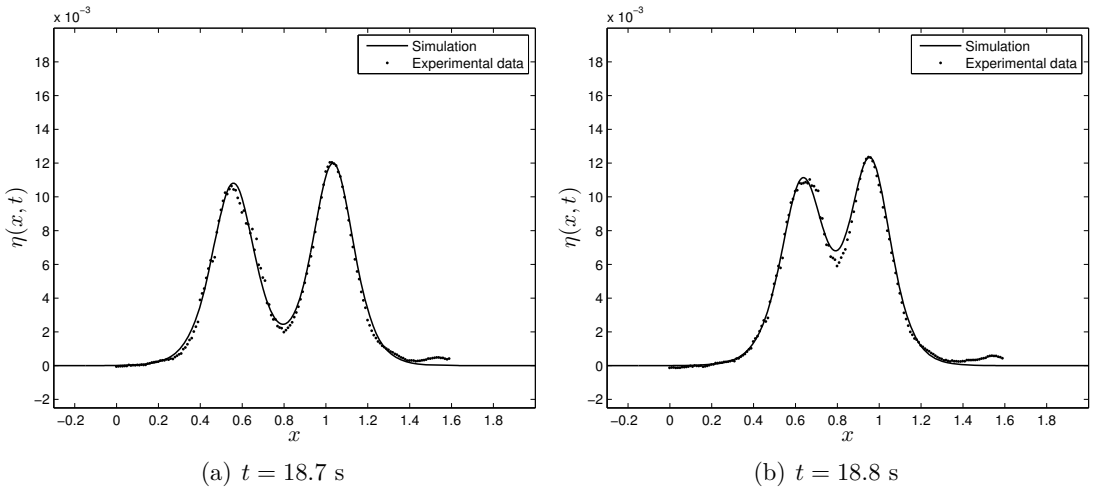 x 10⁻³
Simulation
Experimental data
18
16
14
12
10
8
6
4
2
0
−2
η(x, t)
−0.2 0 0.2 0.4 0.6 0.8 1 1.2 1.4 1.6 1.8
x
(a) t = 18.7 s
x 10⁻³
Simulation
Experimental data
18
16
14
12
10
8
6
4
2
0
−2
η(x, t)
−0.2 0 0.2 0.4 0.6 0.8 1 1.2 1.4 1.6 1.8
x
(b) t = 18.8 s